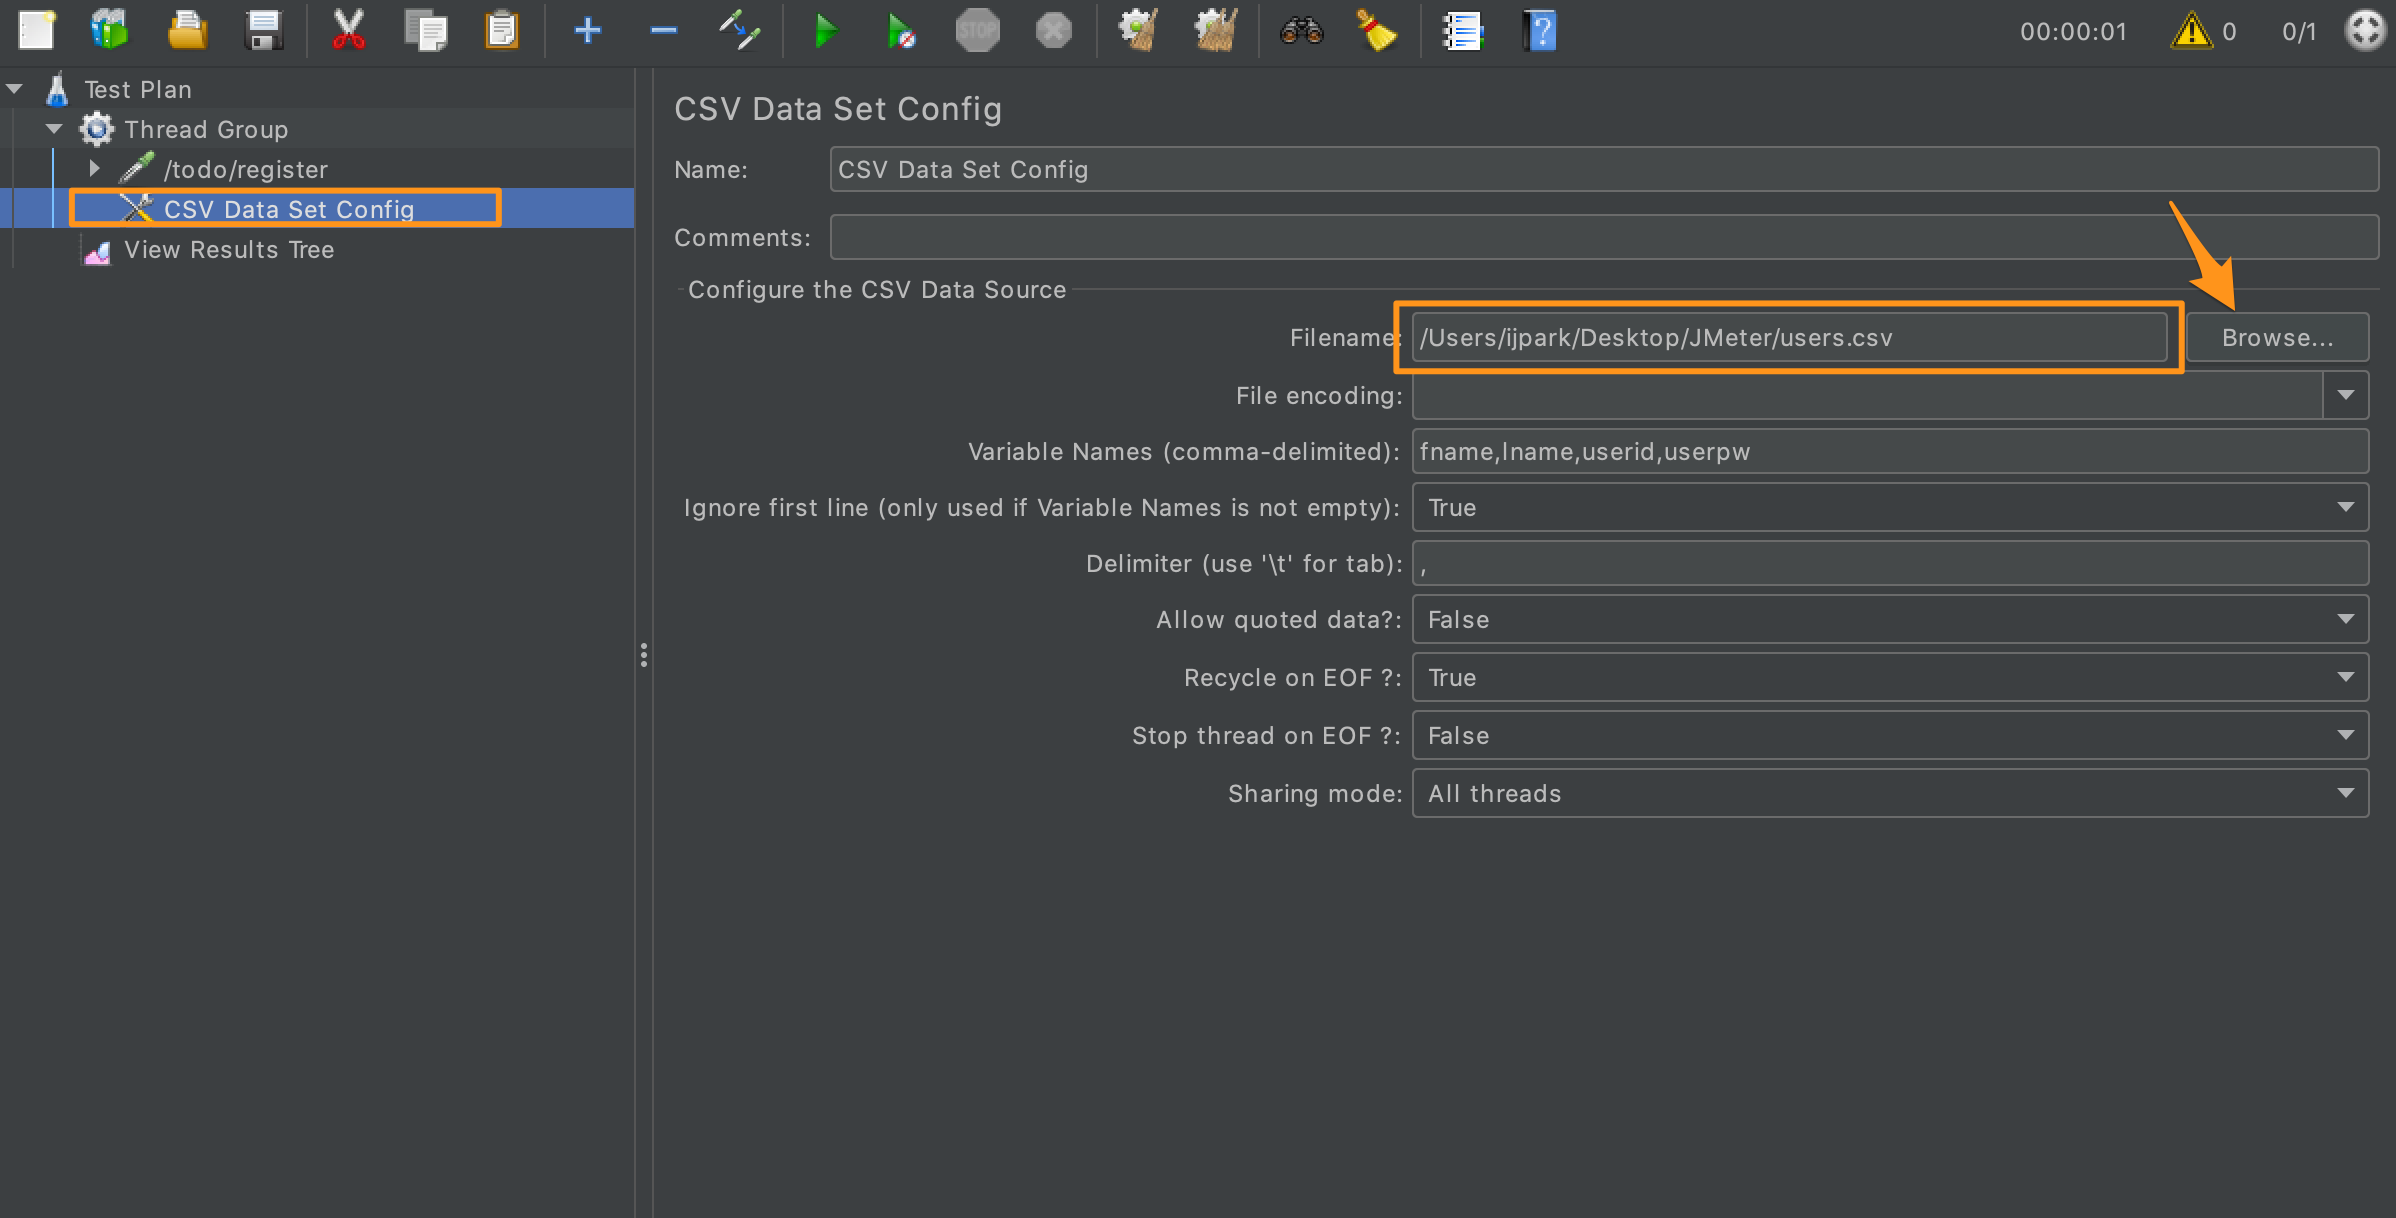 STOP
00:00:01
0
0/1
Test Plan
Thread Group
/todo/register
CSV Data Set Config
View Results Tree
CSV Data Set Config
Name: CSV Data Set Config
Comments:
Configure the CSV Data Source
Filename: /Users/ijpark/Desktop/JMeter/users.csv Browse...
File encoding:
Variable Names (comma-delimited): fname,lname,userid,userpw
Ignore first line (only used if Variable Names is not empty): True
Delimiter (use '\t' for tab): ,
Allow quoted data?: False
Recycle on EOF ?: True
Stop thread on EOF ?: False
Sharing mode: All threads